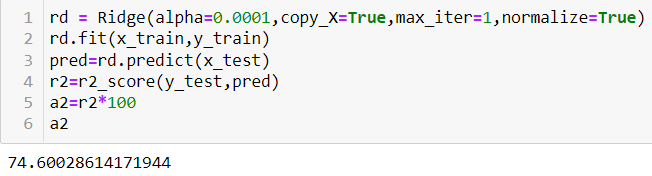 1 rd = Ridge(alpha=0.0001,copy_X=True,max_iter=1,normalize=True)
2 rd.fit(x_train,y_train)
3 pred=rd.predict(x_test)
4 r2=r2_score(y_test,pred)
5 a2=r2*100
6 a2
74.60028614171944